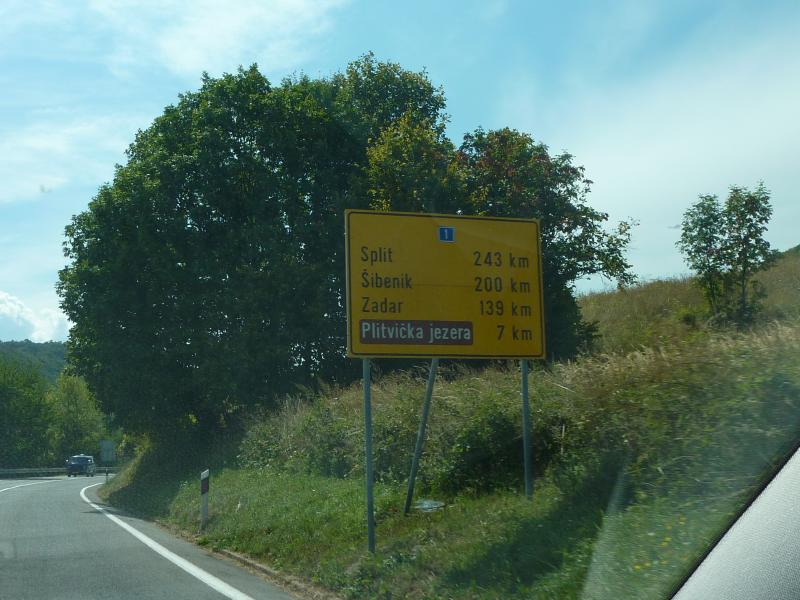 1
Split 243 km
Šibenik 200 km
Zadar 139 km
Plitvička jezera 7 km